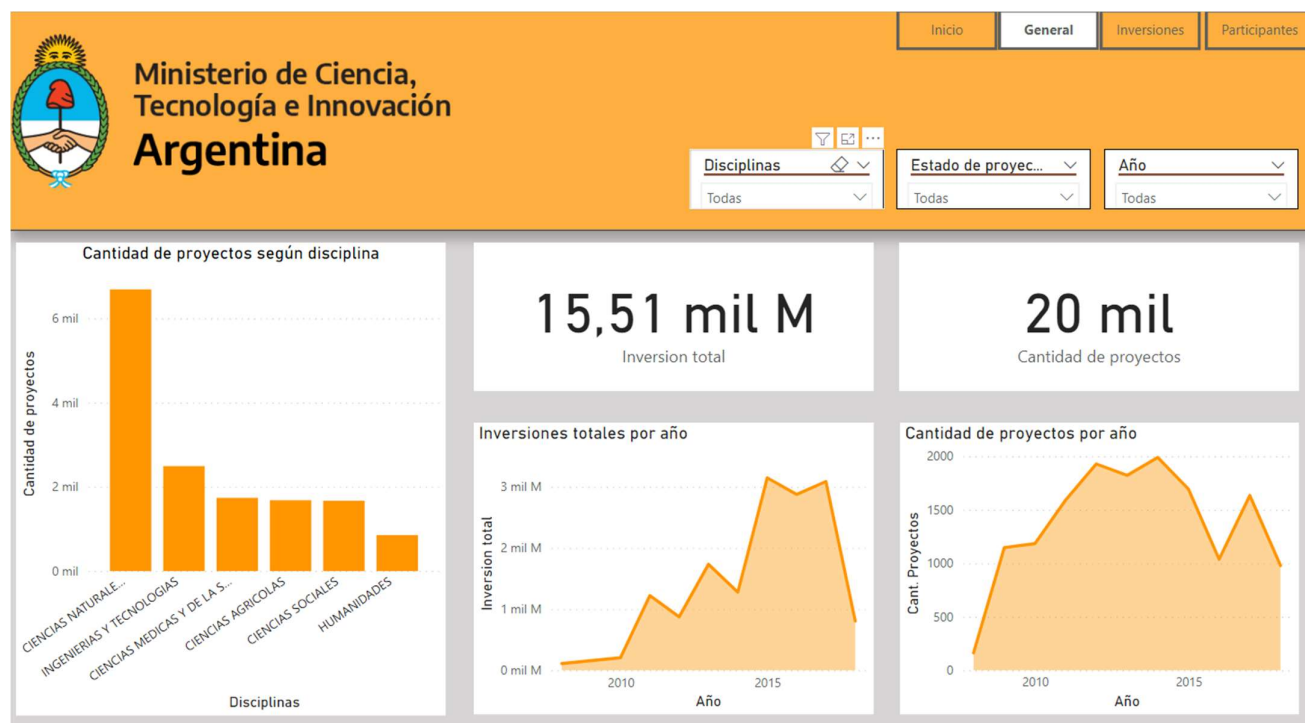 Inicio
General
Inversiones
Participantes
Ministerio de Ciencia,
Tecnología e Innovación
Argentina
Disciplinas
Todas
Estado de proyec...
Todas
Año
Todas
Cantidad de proyectos según disciplina
Cantidad de proyectos
6 mil
4 mil
2 mil
0 mil
CIENCIAS NATURALE...
INGENIERIAS Y TECNOLOGIAS
CIENCIAS MEDICAS Y DE LA S...
CIENCIAS AGRICOLAS
CIENCIAS SOCIALES
HUMANIDADES
Disciplinas
15,51 mil M
Inversion total
20 mil
Cantidad de proyectos
Inversiones totales por año
Inversion total
3 mil M
2 mil M
1 mil M
0 mil M
2010
2015
Año
Cantidad de proyectos por año
Cant. Proyectos
2000
1500
1000
500
0
2010
2015
Año